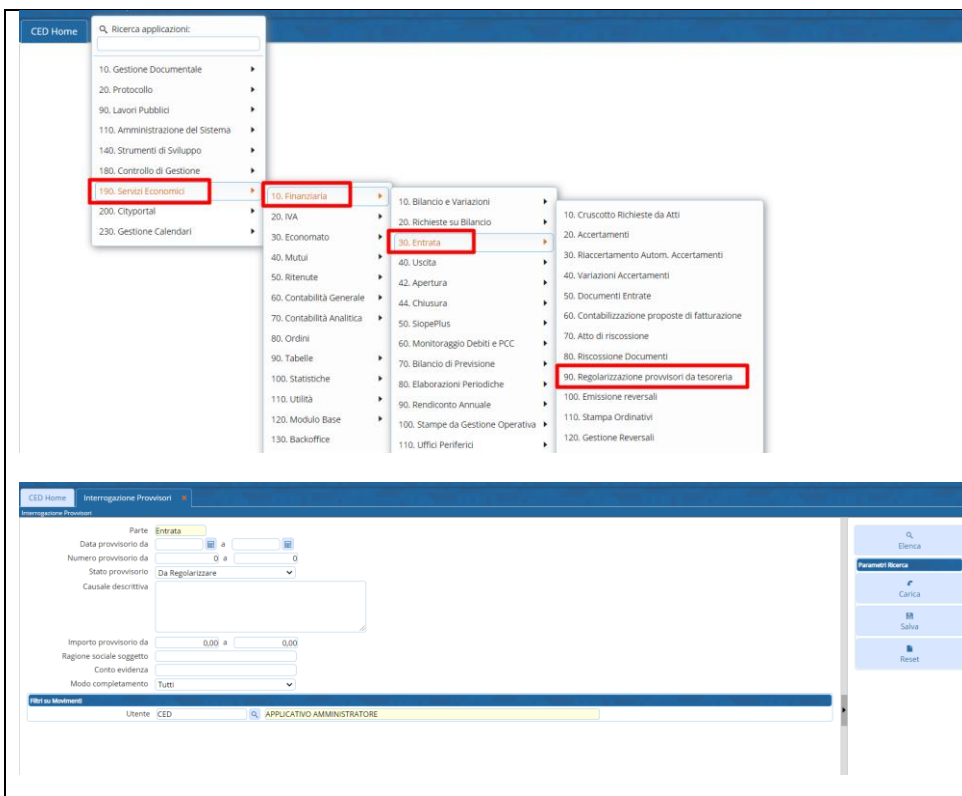 CED Home
Ricerca applicazioni:
10. Gestione Documentale
20. Protocollo
90. Lavori Pubblici
110. Amministrazione del Sistema
140. Strumenti di Sviluppo
180. Controllo di Gestione
190. Servizi Economici
200. Cityportal
230. Gestione Calendari
10. Finanziaria
20. IVA
30. Economato
40. Mutui
50. Ritenute
60. Contabilità Generale
70. Contabilità Analitica
80. Ordini
90. Tabelle
100. Statistiche
110. Utilità
120. Modulo Base
130. Backoffice
10. Bilancio e Variazioni
20. Richieste su Bilancio
30. Entrata
40. Uscita
42. Apertura
44. Chiusura
50. SiopePlus
60. Monitoraggio Debiti e PCC
70. Bilancio di Previsione
80. Elaborazioni Periodiche
90. Rendiconto Annuale
100. Stampe da Gestione Operativa
110. Uffici Periferici
10. Cruscotto Richieste da Atti
20. Accertamenti
30. Riaccertamento Autom. Accertamenti
40. Variazioni Accertamenti
50. Documenti Entrate
60. Contabilizzazione proposte di fatturazione
70. Atto di riscossione
80. Riscossione Documenti
90. Regolarizzazione provvisori da tesoreria
100. Emissione reversali
110. Stampa Ordinativi
120. Gestione Reversali
CED Home Interrogazione Provvisori
Interrogazione Provvisori
Parte Entrata
Data provvisorio da a
Numero provvisorio da 0 a 0
Stato provvisorio Da Regolarizzare
Causale descrittiva
Importo provvisorio da 0,00 a 0,00
Ragione sociale soggetto
Conto evidenza
Modo completamento Tutti
Filtri su Movimenti
Utente CED APPLICATIVO AMMINISTRATORE
Elenca
Parametri Ricerca
Carica
Salva
Reset